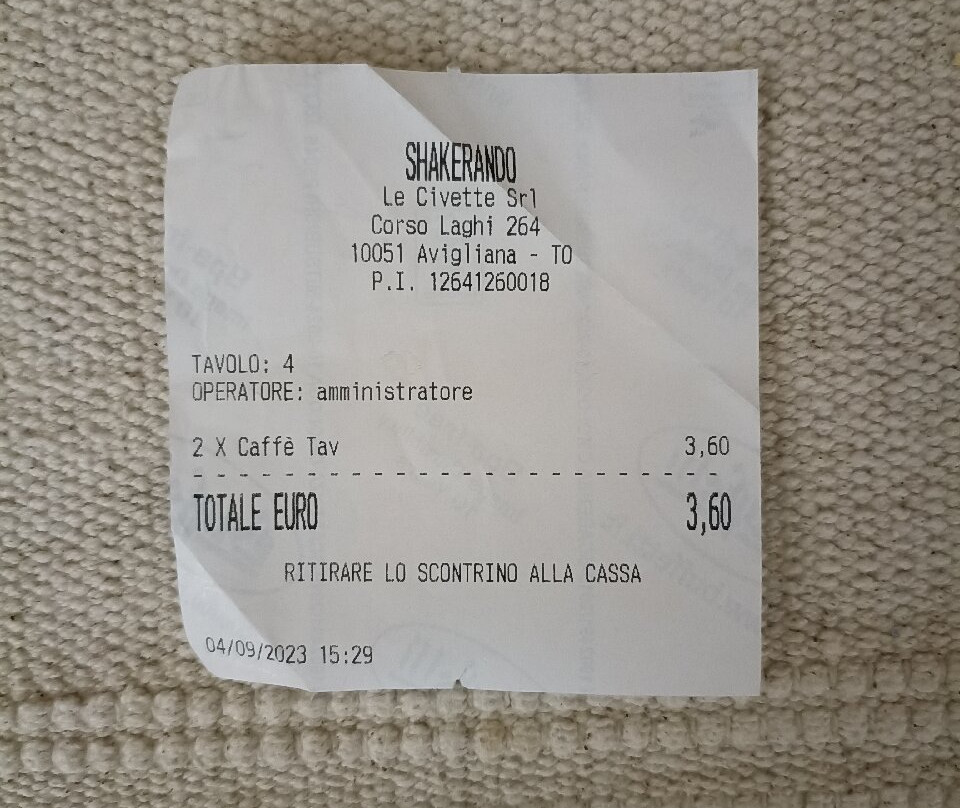 SHAKERANDO
Le Civette Srl
Corso Laghi 264
10051 Avigliana - TO
P.I. 12641260018
TAVOLO: 4
OPERATORE: amministratore
2 X Caffè Tav 3,60
- - - - - - - - - - - - - - - - - - - - - - - - - - -
TOTALE EURO 3,60
RITIRARE LO SCONTRINO ALLA CASSA
04/09/2023 15:29